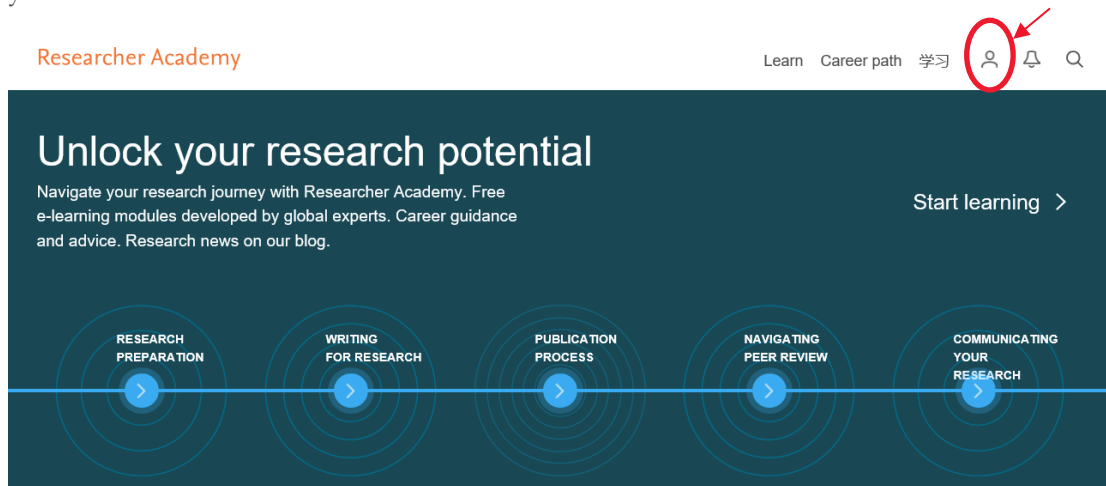 Researcher Academy
Learn Career path 学习
Unlock your research potential
Navigate your research journey with Researcher Academy. Free
e-learning modules developed by global experts. Career guidance
and advice. Research news on our blog.
Start learning
RESEARCH
PREPARATION
WRITING
FOR RESEARCH
PUBLICATION
PROCESS
NAVIGATING
PEER REVIEW
COMMUNICATING
YOUR
RESEARCH